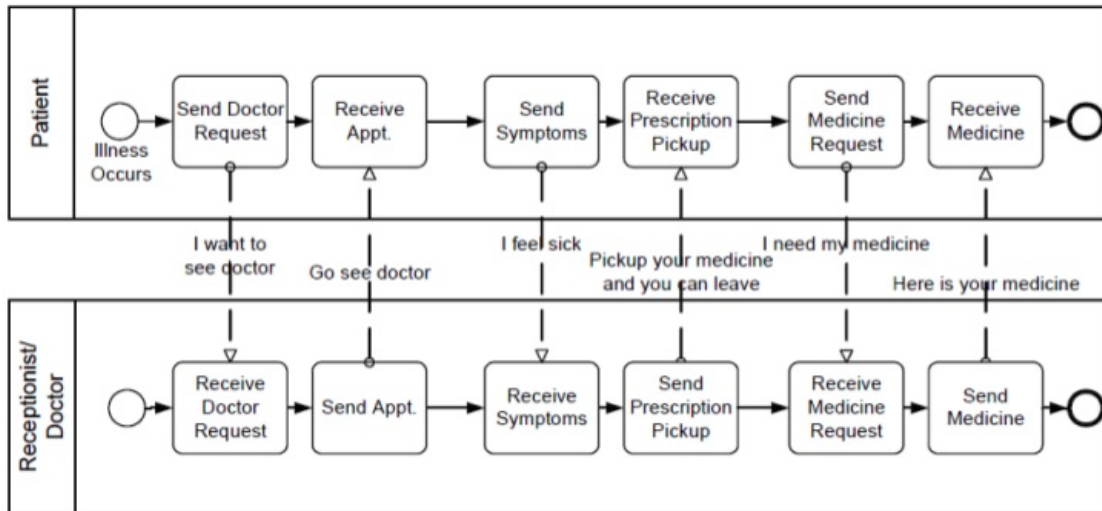 Patient
Illness
Occurs
Send Doctor
Request
Receive
Appt.
Send
Symptoms
Receive
Prescription
Pickup
Send
Medicine
Request
Receive
Medicine
I want to
see doctor
Go see doctor
I feel sick
Pickup your medicine
and you can leave
I need my medicine
Here is your medicine
Receptionist/
Doctor
Receive
Doctor
Request
Send Appt.
Receive
Symptoms
Send
Prescription
Pickup
Receive
Medicine
Request
Send
Medicine